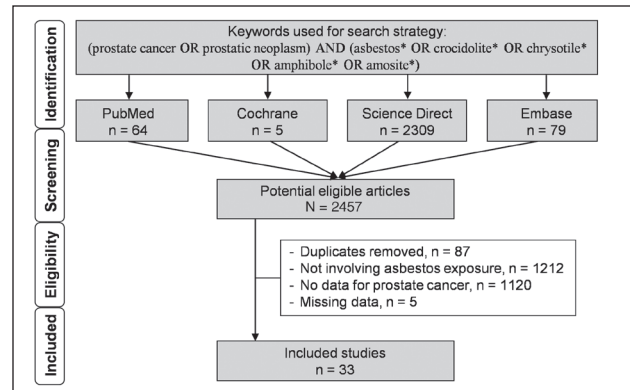 Identification
Keywords used for search strategy:
(prostate cancer OR prostatic neoplasm) AND (asbestos* OR crocidolite* OR chrysotile*
OR amphibole* OR amosite*)
PubMed
n = 64
Cochrane
n = 5
Science Direct
n = 2309
Embase
n = 79
Screening
Potential eligible articles
N = 2457
Eligibility
- Duplicates removed, n = 87
- Not involving asbestos exposure, n = 1212
- No data for prostate cancer, n = 1120
- Missing data, n = 5
Included
Included studies
n = 33